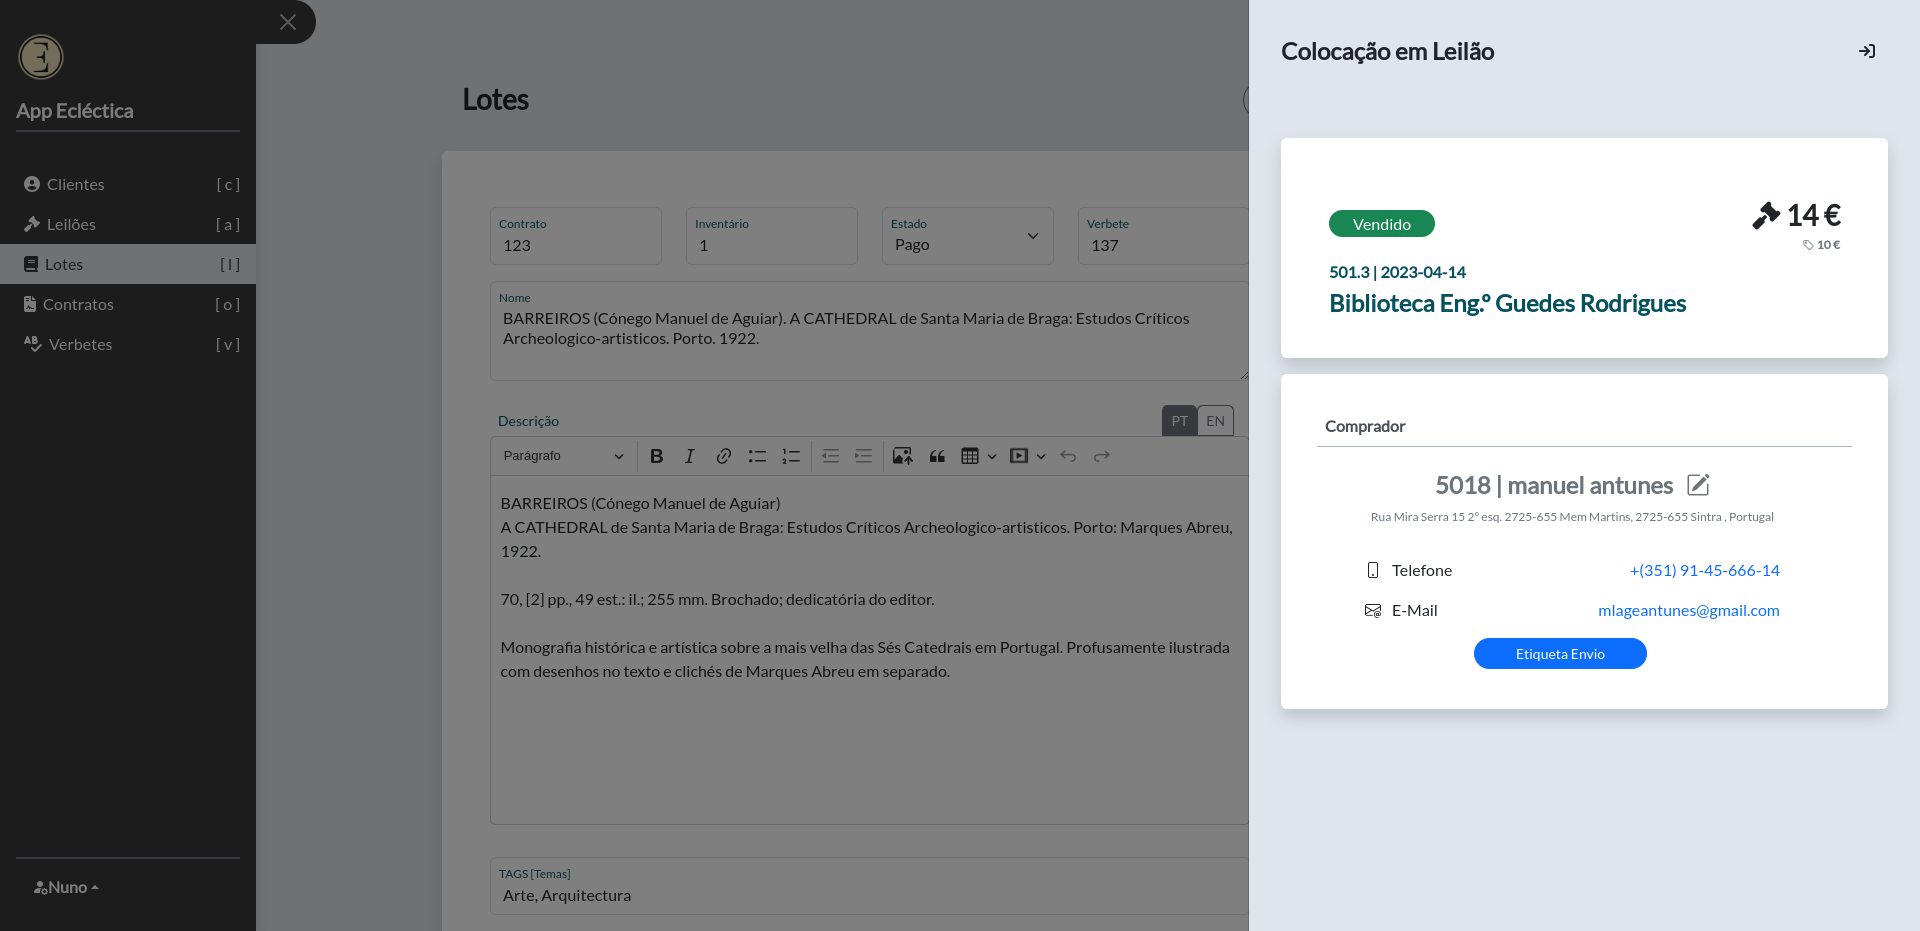 App Ecléctica
Clientes [ c ]
Leilões [ a ]
Lotes [ l ]
Contratos [ o ]
Verbetes [ v ]
Nuno
Lotes
Contrato
123
Inventário
1
Estado
Pago
Verbete
137
Nome
BARREIROS (Cónego Manuel de Aguiar). A CATHEDRAL de Santa Maria de Braga: Estudos Críticos
Archeologico-artisticos. Porto. 1922.
Descrição
PT EN
Parágrafo
BARREIROS (Cónego Manuel de Aguiar)
A CATHEDRAL de Santa Maria de Braga: Estudos Críticos Archeologico-artisticos. Porto: Marques Abreu,
1922.
70, [2] pp., 49 est.: il.; 255 mm. Brochado; dedicatória do editor.
Monografia histórica e artística sobre a mais velha das Sés Catedrais em Portugal. Profusamente ilustrada
com desenhos no texto e clichés de Marques Abreu em separado.
TAGS [Temas]
Arte, Arquitectura
Colocação em Leilão
Vendido
14 €
10 €
501.3 | 2023-04-14
Biblioteca Eng.º Guedes Rodrigues
Comprador
5018 | manuel antunes
Rua Mira Serra 15 2º esq. 2725-655 Mem Martins, 2725-655 Sintra , Portugal
Telefone +(351) 91-45-666-14
E-Mail mlageantunes@gmail.com
Etiqueta Envio